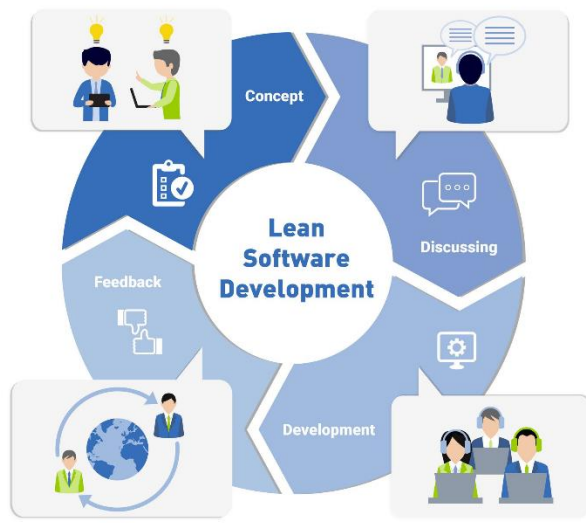 Concept
Discussing
Lean
Software
Development
Feedback
Development